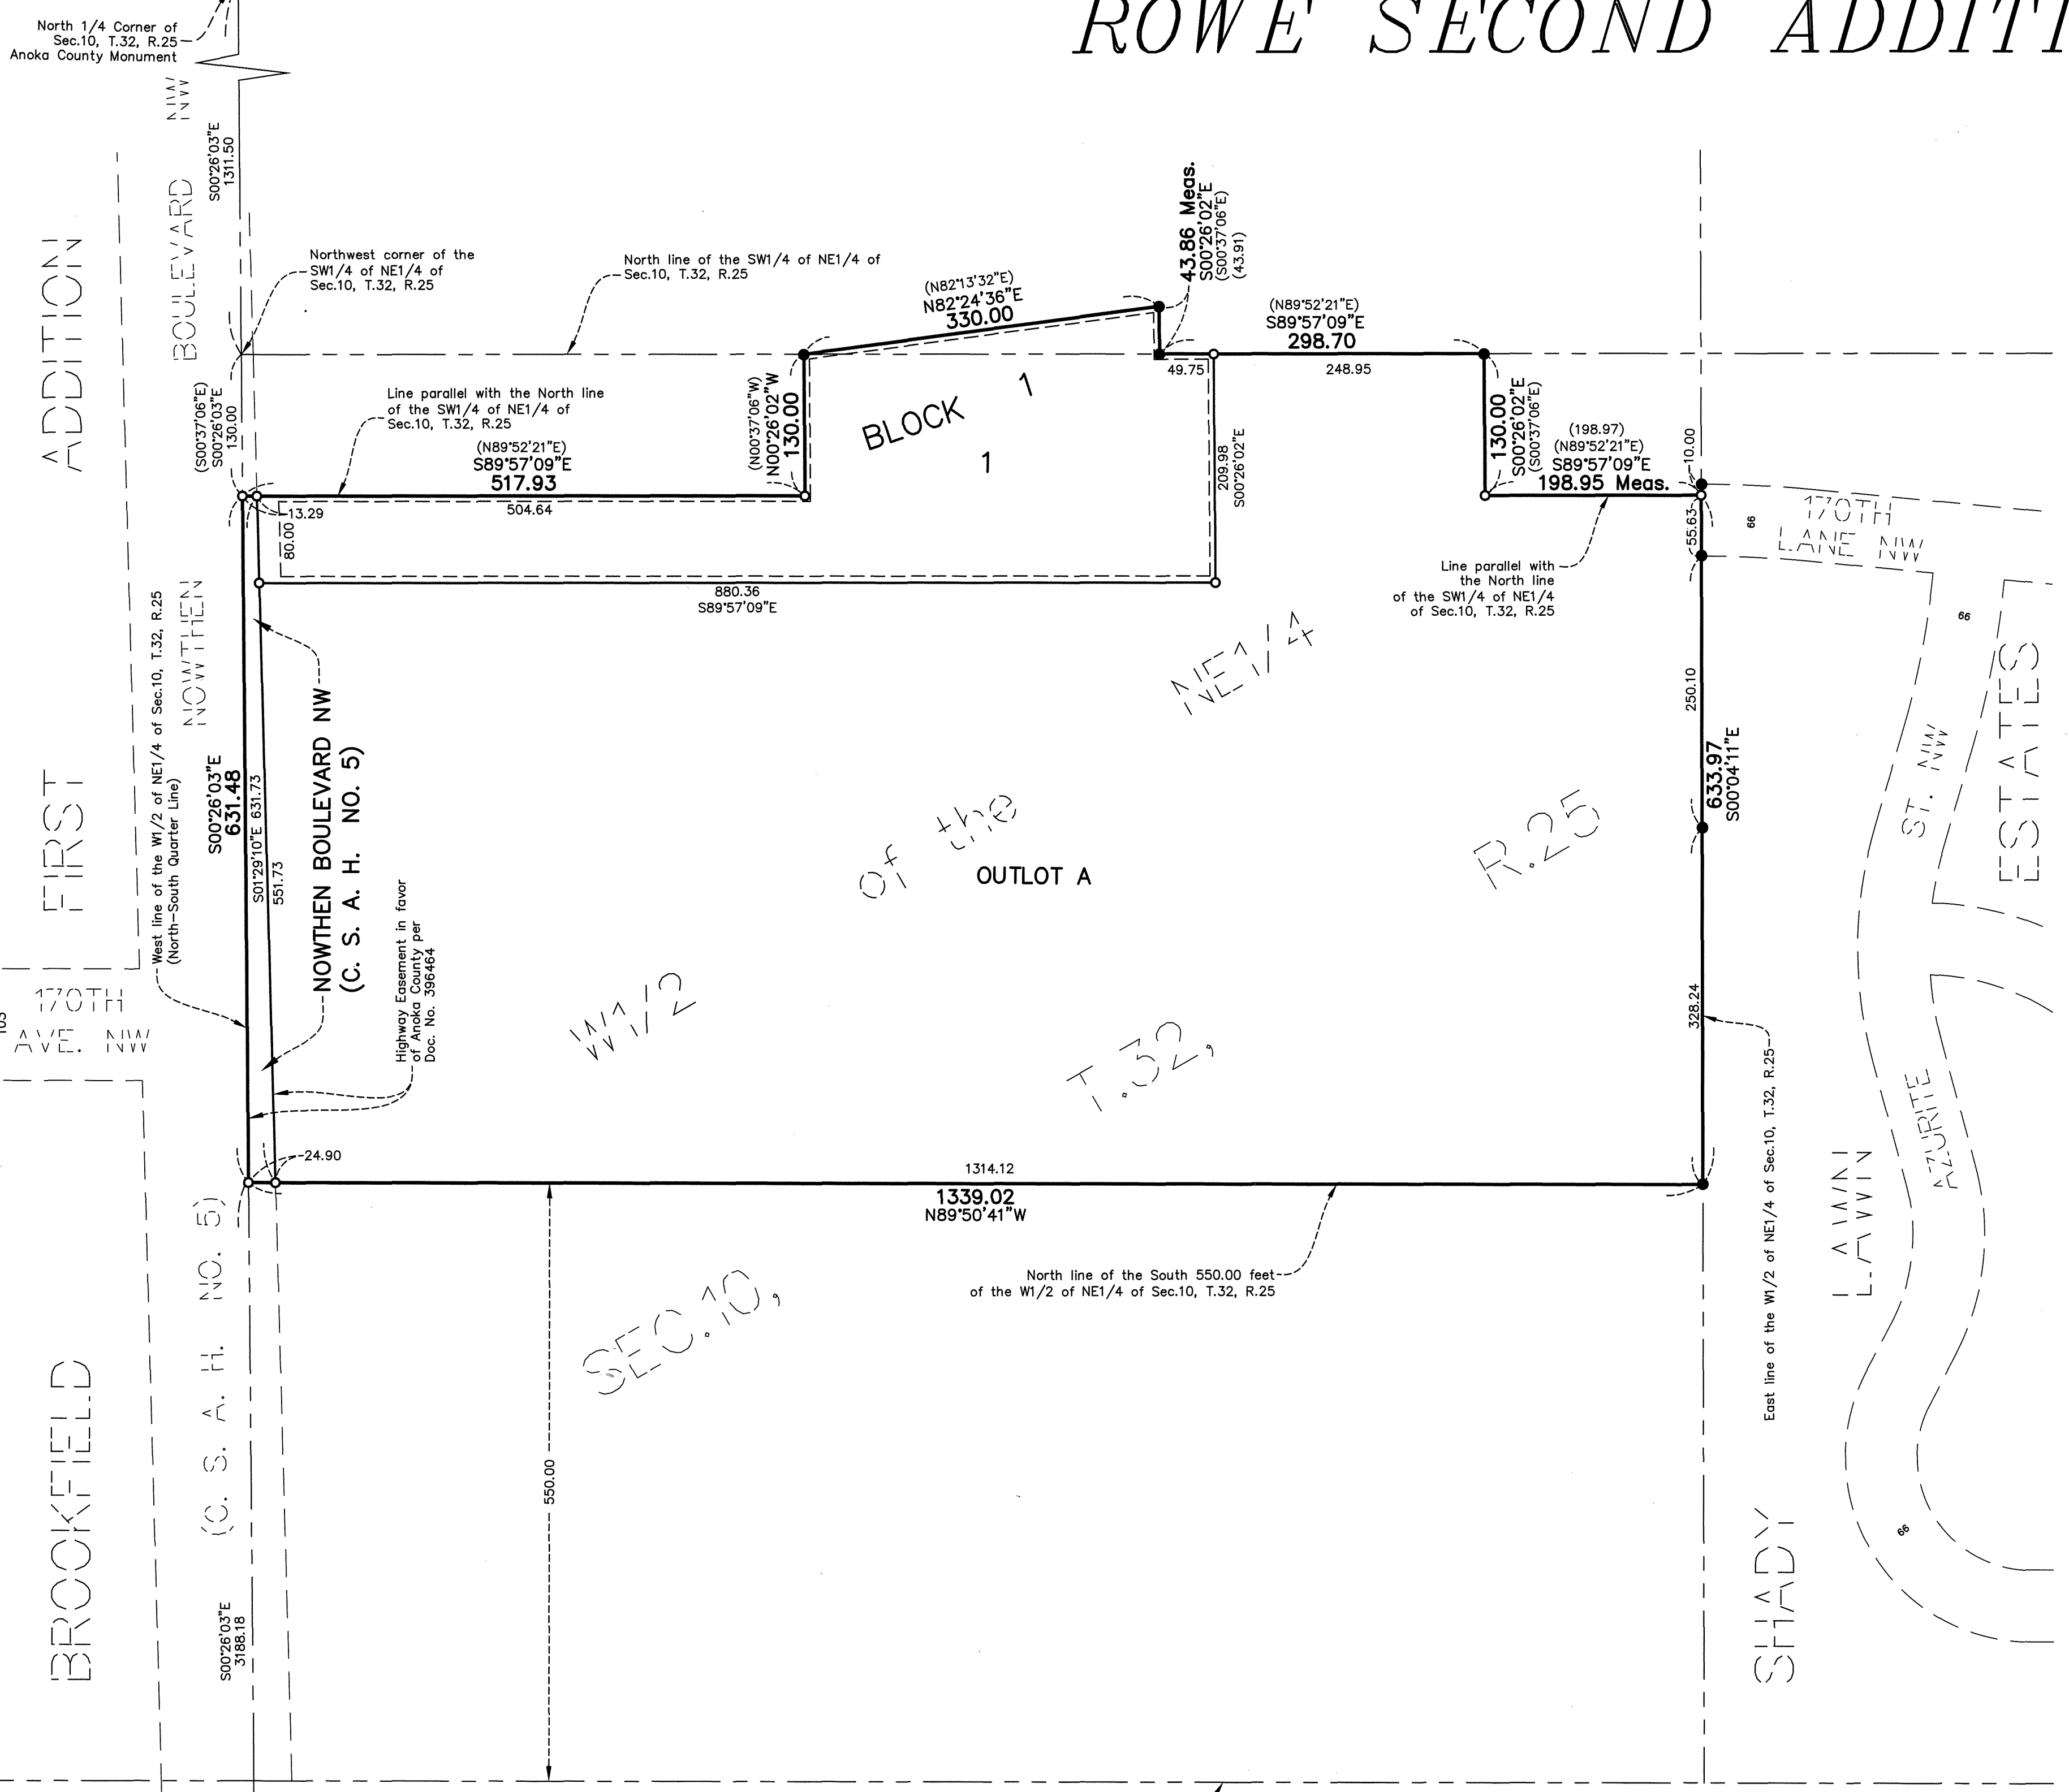 ROWE SECOND ADDITI
North 1/4 Corner of
Sec.10, T.32, R.25
Anoka County Monument
BOULEVARD NW
S00°26'03"E
1311.50
ADDITION
Northwest corner of the
SW1/4 of NE1/4 of
Sec.10, T.32, R.25
North line of the SW1/4 of NE1/4 of
Sec.10, T.32, R.25
(N82°13'32"E)
N82°24'36"E
330.00
43.86 Meas.
S00°26'02"E
(S00°37'06"E)
(43.91)
(N89°52'21"E)
S89°57'09"E
298.70
49.75
248.95
(S00°37'06"E)
S00°26'03"E
130.00
Line parallel with the North line
of the SW1/4 of NE1/4 of
Sec.10, T.32, R.25
(N89°52'21"E)
S89°57'09"E
517.93
504.64
13.29
80.00
(N00°37'06"W)
N00°26'02"W
130.00
BLOCK 1
1
209.98
S00°26'02"E
130.00
S00°26'02"E
(S00°37'06"E)
(198.97)
(N89°52'21"E)
S89°57'09"E
198.95 Meas.
10.00
55.63
66
170TH
LANE NW
Line parallel with
the North line
of the SW1/4 of NE1/4
of Sec.10, T.32, R.25
880.36
S89°57'09"E
66
NOWTHEN
West line of the W1/2 of NE1/4 of Sec.10, T.32, R.25
(North-South Quarter Line)
S00°26'03"E
631.48
S01°29'10"E 631.73
551.73
NOWTHEN BOULEVARD NW
(C. S. A. H. NO. 5)
Highway Easement in favor
of Anoka County per
Doc. No. 396464
FIRST
170TH
AVE. NW
103
NE1/4
of the
OUTLOT A
R.25
W1/2
T.32,
250.10
633.97
S00°04'11"E
328.24
East line of the W1/2 of NE1/4 of Sec.10, T.32, R.25
ST. NW
AZURITE
ESTATES
24.90
1314.12
1339.02
N89°50'41"W
North line of the South 550.00 feet
of the W1/2 of NE1/4 of Sec.10, T.32, R.25
SEC.10,
550.00
(C. S. A. H. NO. 5)
S00°26'03"E
3188.18
BROOKFIELD
LAWN
LAWN
SHADY
66